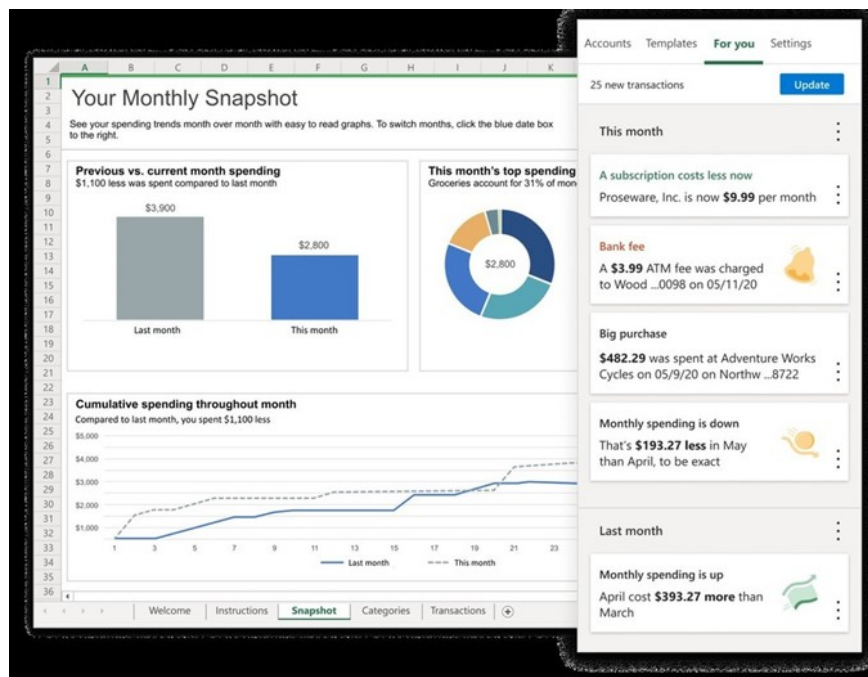 A B C D E F G H I J K
1
2
3
4
5
6
7
8
9
10
11
12
13
14
15
16
17
18
19
20
21
22
23
24
25
26
27
28
29
30
31
32
33
34
35
36
Your Monthly Snapshot
See your spending trends month over month with easy to read graphs. To switch months, click the blue date box
to the right.
Previous vs. current month spending
$1,100 less was spent compared to last month
$3,900
$2,800
Last month
This month
This month's top spending
Groceries account for 31% of
$2,800
Cumulative spending throughout month
Compared to last month, you spent $1,100 less
$5,000
$4,000
$3,000
$2,000
$1,000
1 3 5 7 9 11 13 15 17 19 21 23
Last month This month
Welcome Instructions Snapshot Categories Transactions
Accounts Templates For you Settings
25 new transactions Update
This month
A subscription costs less now
Proseware, Inc. is now $9.99 per month
Bank fee
A $3.99 ATM fee was charged
to Wood ...0098 on 05/11/20
Big purchase
$482.29 was spent at Adventure Works
Cycles on 05/9/20 on Northw ...8722
Monthly spending is down
That's $193.27 less in May
than April, to be exact
Last month
Monthly spending is up
April cost $393.27 more than
March